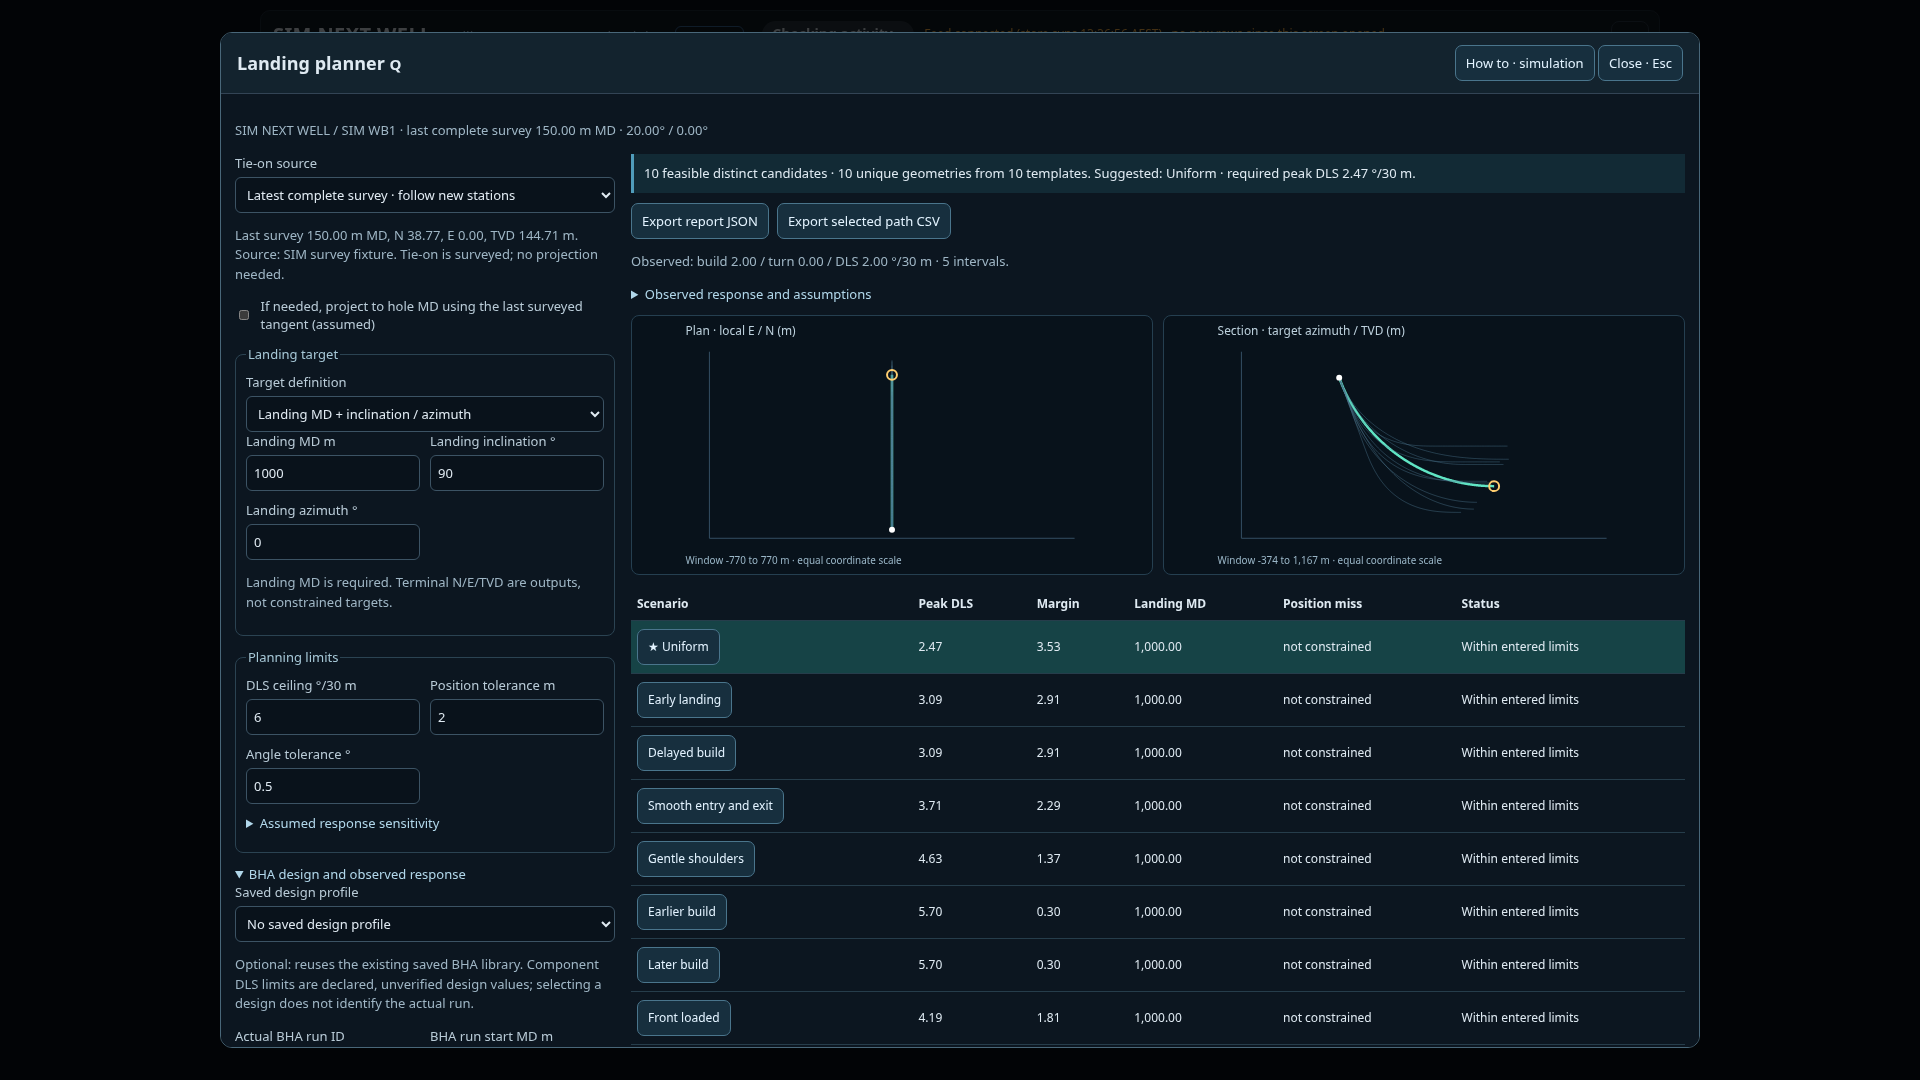 SIM NEXT WELL
Landing planner Q
How to · simulation
Close · Esc
SIM NEXT WELL / SIM WB1 · last complete survey 150.00 m MD · 20.00° / 0.00°
Tie-on source
Latest complete survey · follow new stations
Last survey 150.00 m MD, N 38.77, E 0.00, TVD 144.71 m.
Source: SIM survey fixture. Tie-on is surveyed; no projection
needed.
If needed, project to hole MD using the last surveyed
tangent (assumed)
Landing target
Target definition
Landing MD + inclination / azimuth
Landing MD m
Landing inclination °
1000
90
Landing azimuth °
0
Landing MD is required. Terminal N/E/TVD are outputs,
not constrained targets.
Planning limits
DLS ceiling °/30 m
Position tolerance m
6
2
Angle tolerance °
0.5
Assumed response sensitivity
BHA design and observed response
Saved design profile
No saved design profile
Optional: reuses the existing saved BHA library. Component
DLS limits are declared, unverified design values; selecting a
design does not identify the actual run.
Actual BHA run ID
BHA run start MD m
10 feasible distinct candidates · 10 unique geometries from 10 templates. Suggested: Uniform · required peak DLS 2.47 °/30 m.
Export report JSON
Export selected path CSV
Observed: build 2.00 / turn 0.00 / DLS 2.00 °/30 m · 5 intervals.
Observed response and assumptions
Plan · local E / N (m)
Window -770 to 770 m · equal coordinate scale
Section · target azimuth / TVD (m)
Window -374 to 1,167 m · equal coordinate scale
Scenario Peak DLS Margin Landing MD Position miss Status
★ Uniform 2.47 3.53 1,000.00 not constrained Within entered limits
Early landing 3.09 2.91 1,000.00 not constrained Within entered limits
Delayed build 3.09 2.91 1,000.00 not constrained Within entered limits
Smooth entry and exit 3.71 2.29 1,000.00 not constrained Within entered limits
Gentle shoulders 4.63 1.37 1,000.00 not constrained Within entered limits
Earlier build 5.70 0.30 1,000.00 not constrained Within entered limits
Later build 5.70 0.30 1,000.00 not constrained Within entered limits
Front loaded 4.19 1.81 1,000.00 not constrained Within entered limits